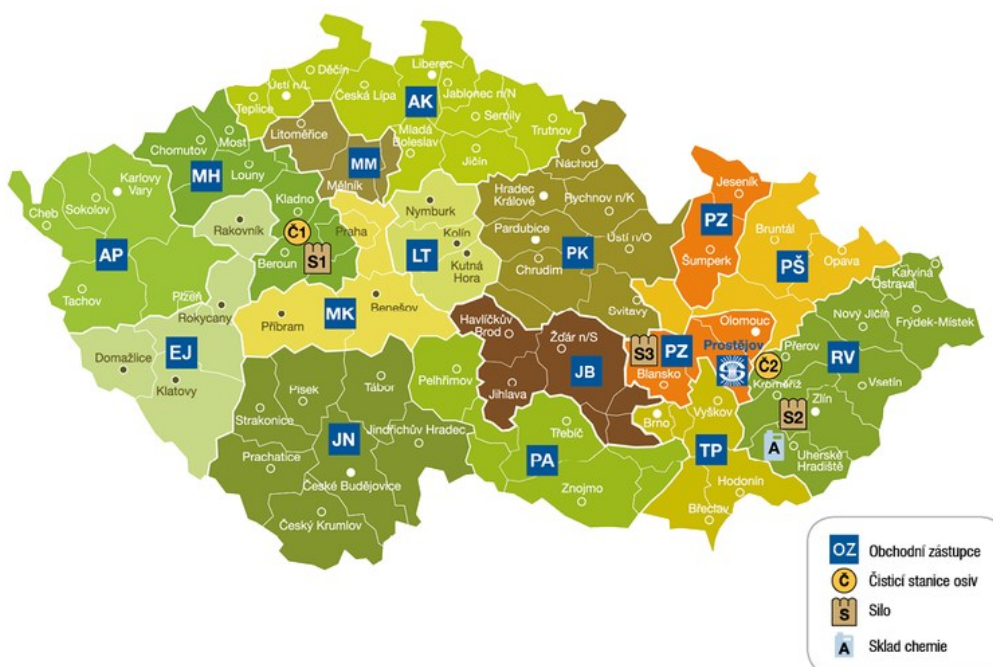 Děčín
Liberec
Ústí n/L
Česká Lípa
Jablonec n/N
Teplice
AK
Semily
Litoměřice
Mladá
Boleslav
Trutnov
Most
Chomutov
MM
Jičín
Náchod
MH
Louny
Mělník
Karlovy
Vary
Kladno
Nymburk
Hradec
Králové
Rychnov n/K
Jeseník
Sokolov
Cheb
Rakovník
Č1
Praha
Kolín
Pardubice
PZ
Bruntál
AP
Beroun
S1
LT
Kutná
Hora
Chrudim
PK
Ústí n/O
Šumperk
PŠ
Opava
Karviná
Ostrava
Tachov
Plzeň
Rokycany
Příbram
MK
Benešov
Svitavy
Nový Jičín
Frýdek-Místek
Havlíčkův
Brod
Žďár n/S
Olomouc
Domažlice
EJ
Klatovy
S3
PZ
Prostějov
Přerov
RV
Č2
Blansko
Kroměříž
Vsetín
Písek
Tábor
Pelhřimov
Jihlava
JB
Strakonice
Jindřichův Hradec
Brno
Vyškov
Zlín
S2
Třebíč
JN
Prachatice
PA
TP
A
Uherské
Hradiště
České Budějovice
Znojmo
Hodonín
Český Krumlov
Břeclav
OZ Obchodní zástupce
Č Čisticí stanice osiv
S Silo
A Sklad chemie